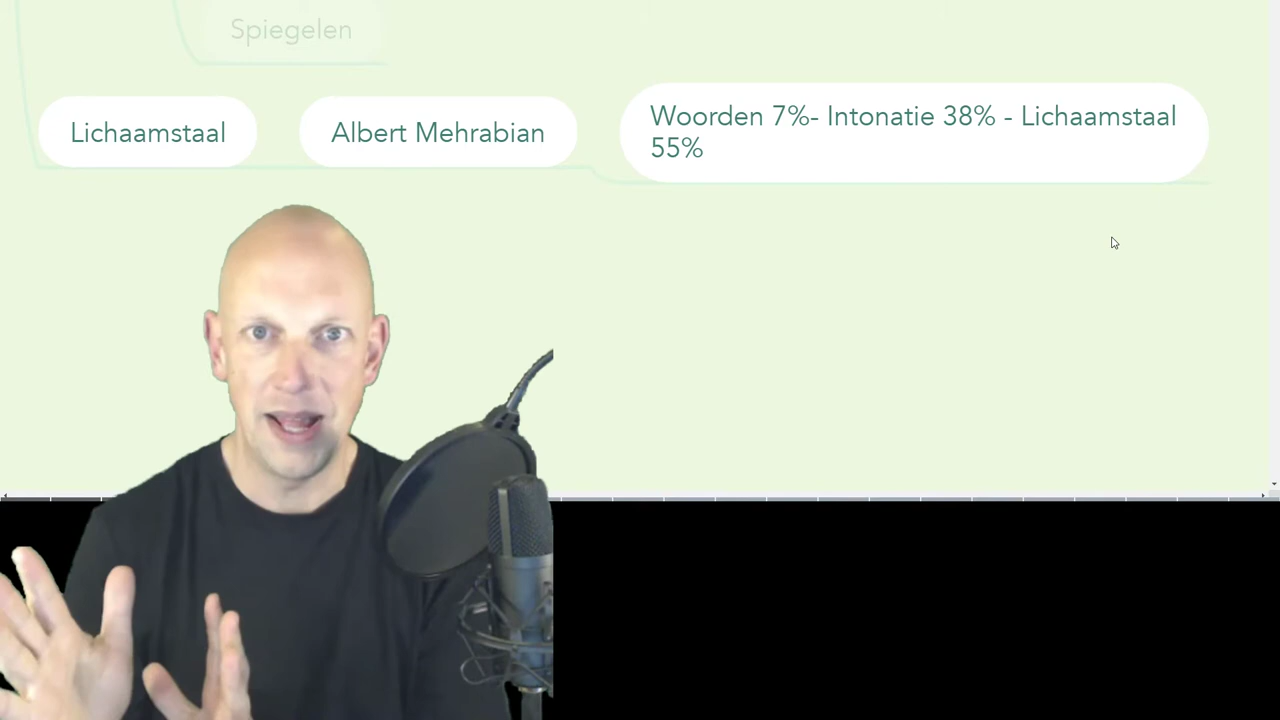 Spiegelen
Lichaamstaal
Albert Mehrabian
Woorden 7%- Intonatie 38% - Lichaamstaal
55%